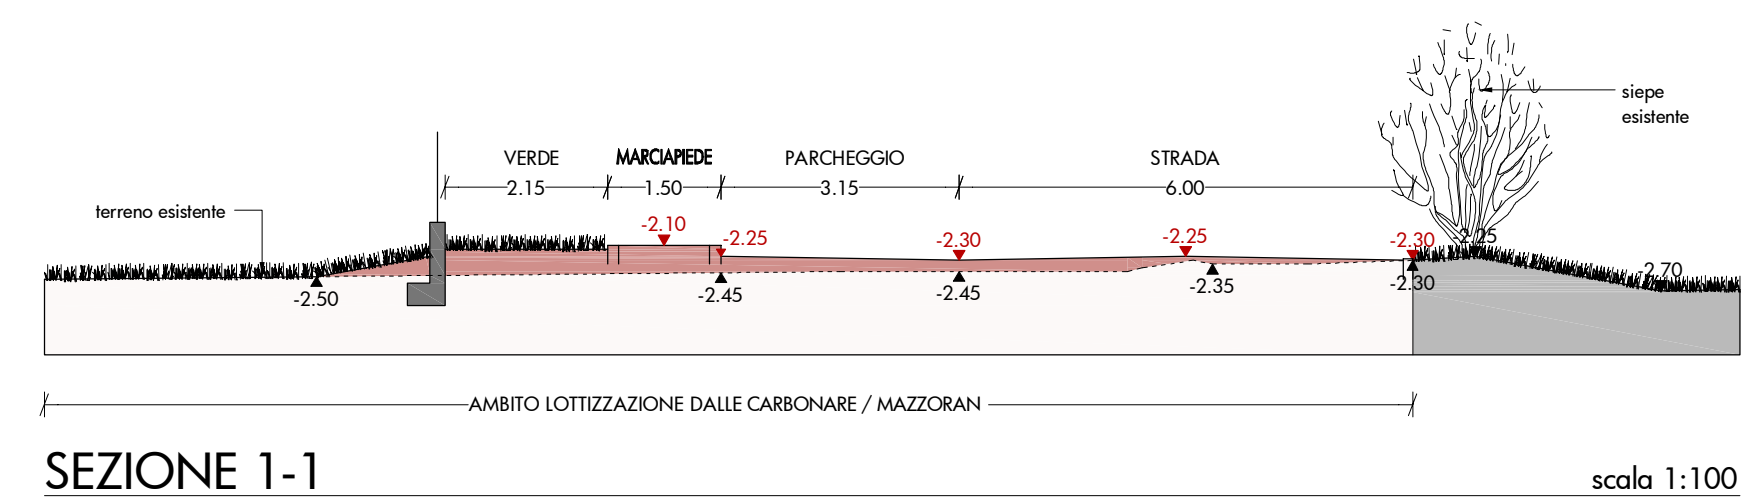 siepe
esistente
VERDE MARCIAPIEDE PARCHEGGIO STRADA
2.15 1.50 3.15 6.00
terreno esistente
-2.10
-2.25 -2.30 -2.25 -2.30 -2.25
-2.70
-2.50 -2.45 -2.45 -2.35 -2.30
AMBITO LOTTIZZAZIONE DALLE CARBONARE / MAZZORAN
SEZIONE 1-1 scala 1:100